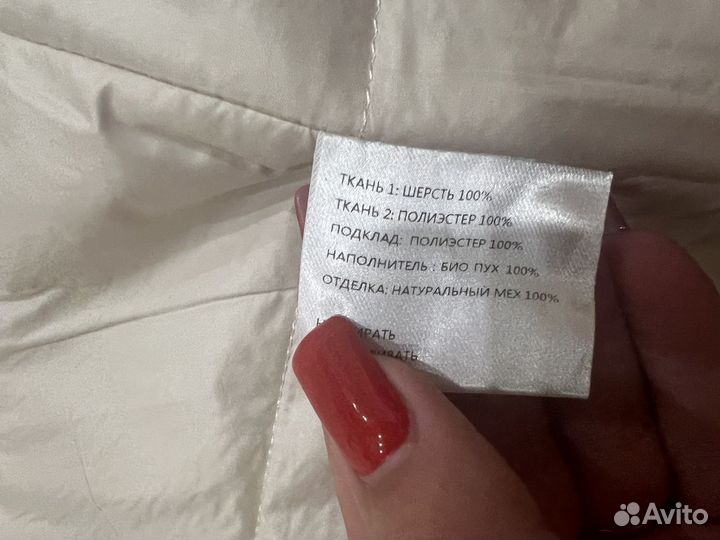 ТКАНЬ 1: ШЕРСТЬ 100%
ТКАНЬ 2: ПОЛИЭСТЕР 100%
ПОДКЛАД: ПОЛИЭСТЕР 100%
НАПОЛНИТЕЛЬ : БИО ПУХ 100%
ОТДЕЛКА: НАТУРАЛЬНЫЙ МЕХ 100%
Avito